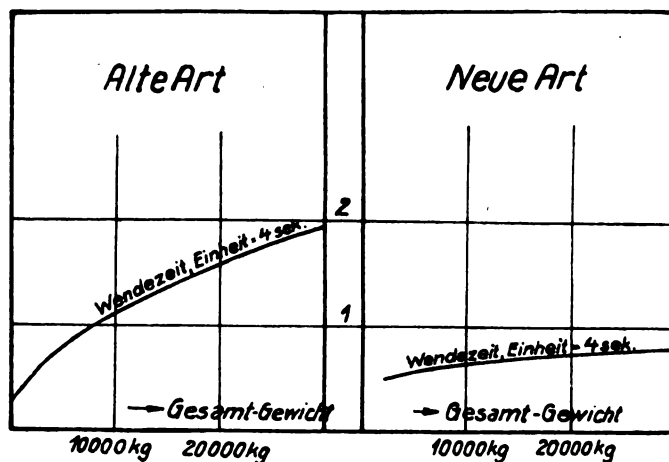 Alte Art
Neue Art
2
Wendezeit, Einheit = 4 sek.
1
Wendezeit, Einheit = 4 sek.
→ Gesamt-Gewicht
→ Gesamt-Gewicht
10000 kg 20000 kg
10000 kg 20000 kg